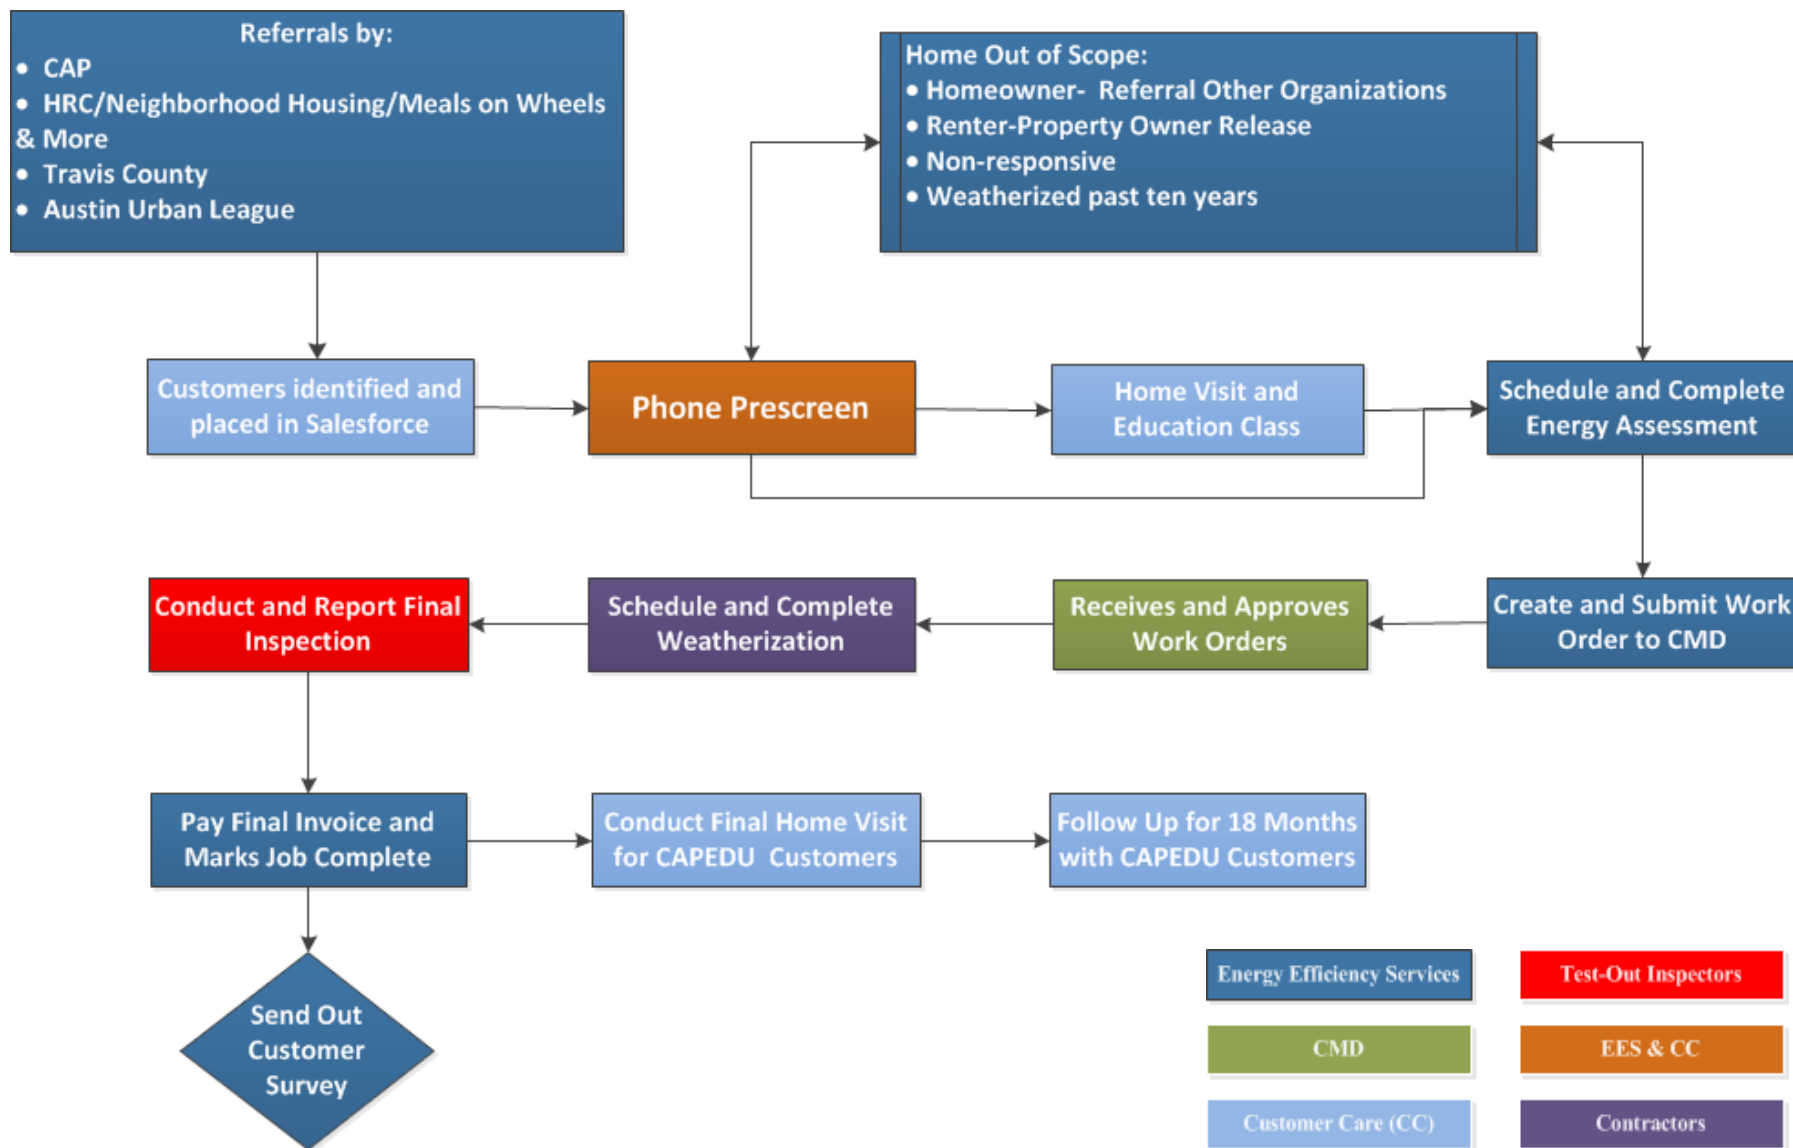 Referrals by:
• CAP
• HRC/Neighborhood Housing/Meals on Wheels
& More
• Travis County
• Austin Urban League
Home Out of Scope:
• Homeowner- Referral Other Organizations
• Renter-Property Owner Release
• Non-responsive
• Weatherized past ten years
Customers identified and
placed in Salesforce
Phone Prescreen
Home Visit and
Education Class
Schedule and Complete
Energy Assessment
Conduct and Report Final
Inspection
Schedule and Complete
Weatherization
Receives and Approves
Work Orders
Create and Submit Work
Order to CMD
Pay Final Invoice and
Marks Job Complete
Conduct Final Home Visit
for CAPEDU Customers
Follow Up for 18 Months
with CAPEDU Customers
Send Out
Customer
Survey
Energy Efficiency Services
Test-Out Inspectors
CMD
EES & CC
Customer Care (CC)
Contractors